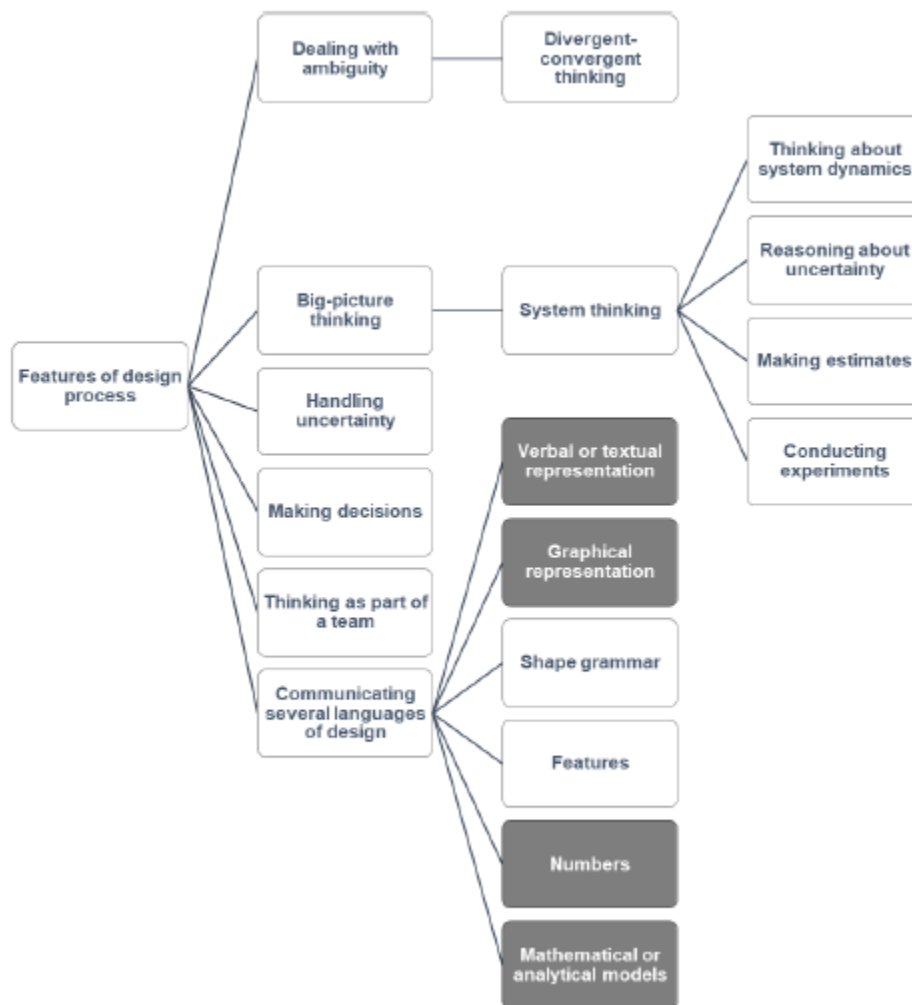 Dealing with
ambiguity
Divergent-
convergent
thinking
Thinking about
system dynamics
Reasoning about
uncertainty
Big-picture
thinking
System thinking
Making estimates
Features of design
process
Handling
uncertainty
Conducting
experiments
Verbal or textual
representation
Making decisions
Graphical
representation
Thinking as part of
a team
Shape grammar
Communicating
several languages
of design
Features
Numbers
Mathematical or
analytical models